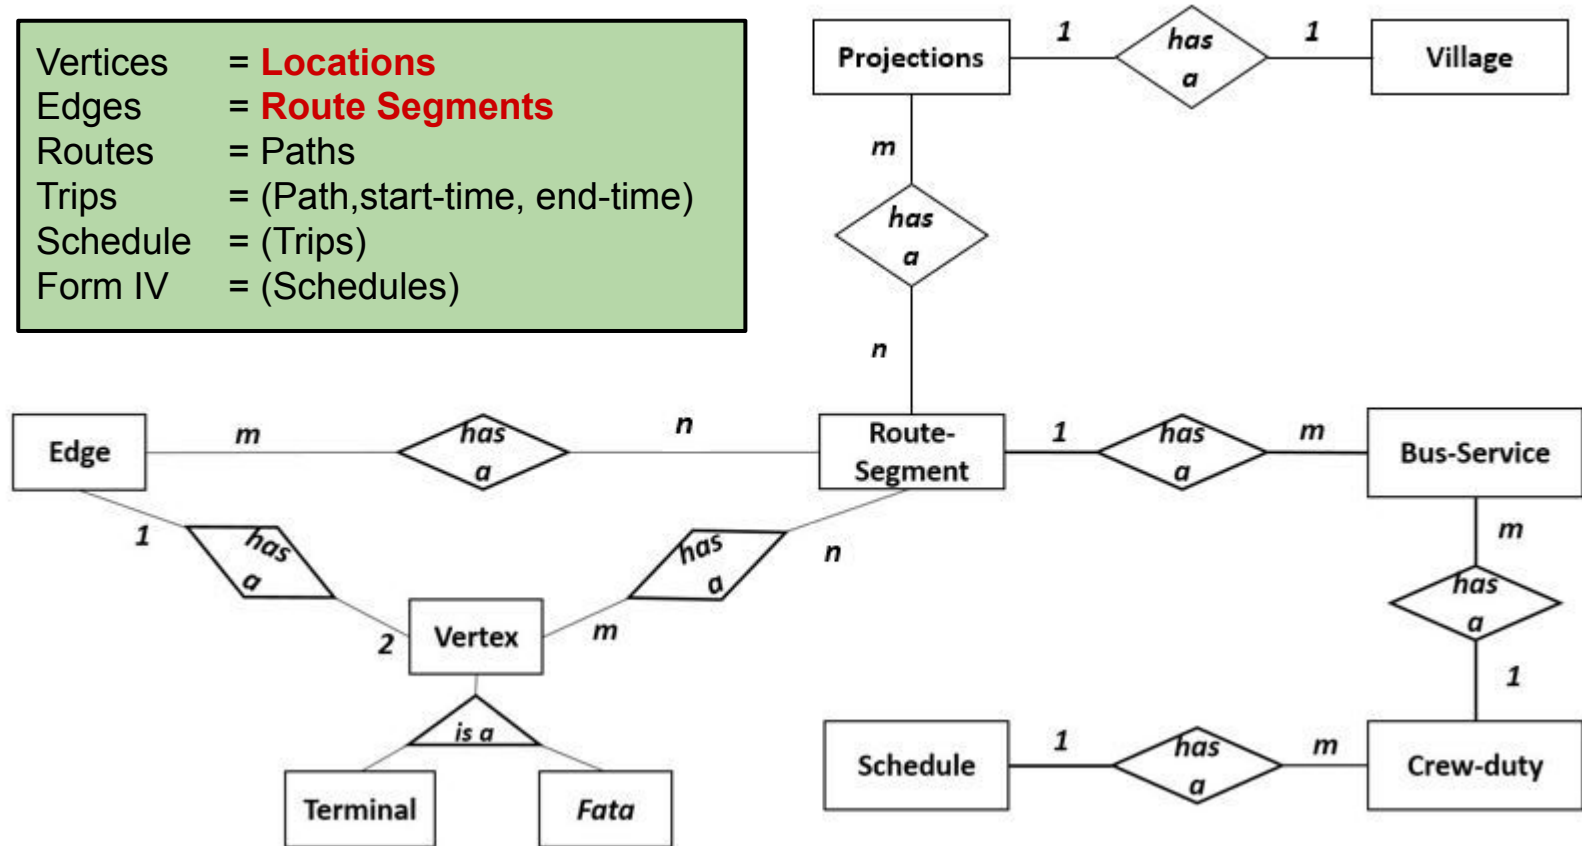 Vertices = Locations
Edges = Route Segments
Routes = Paths
Trips = (Path,start-time, end-time)
Schedule = (Trips)
Form IV = (Schedules)
Projections
1
has
a
1
Village
m
has
a
n
Edge
m
has
a
n
Route-
Segment
1
has
a
m
Bus-Service
1
has
a
2
Vertex
m
has
a
n
m
has
a
1
is a
Terminal
Fata
Schedule
1
has
a
m
Crew-duty